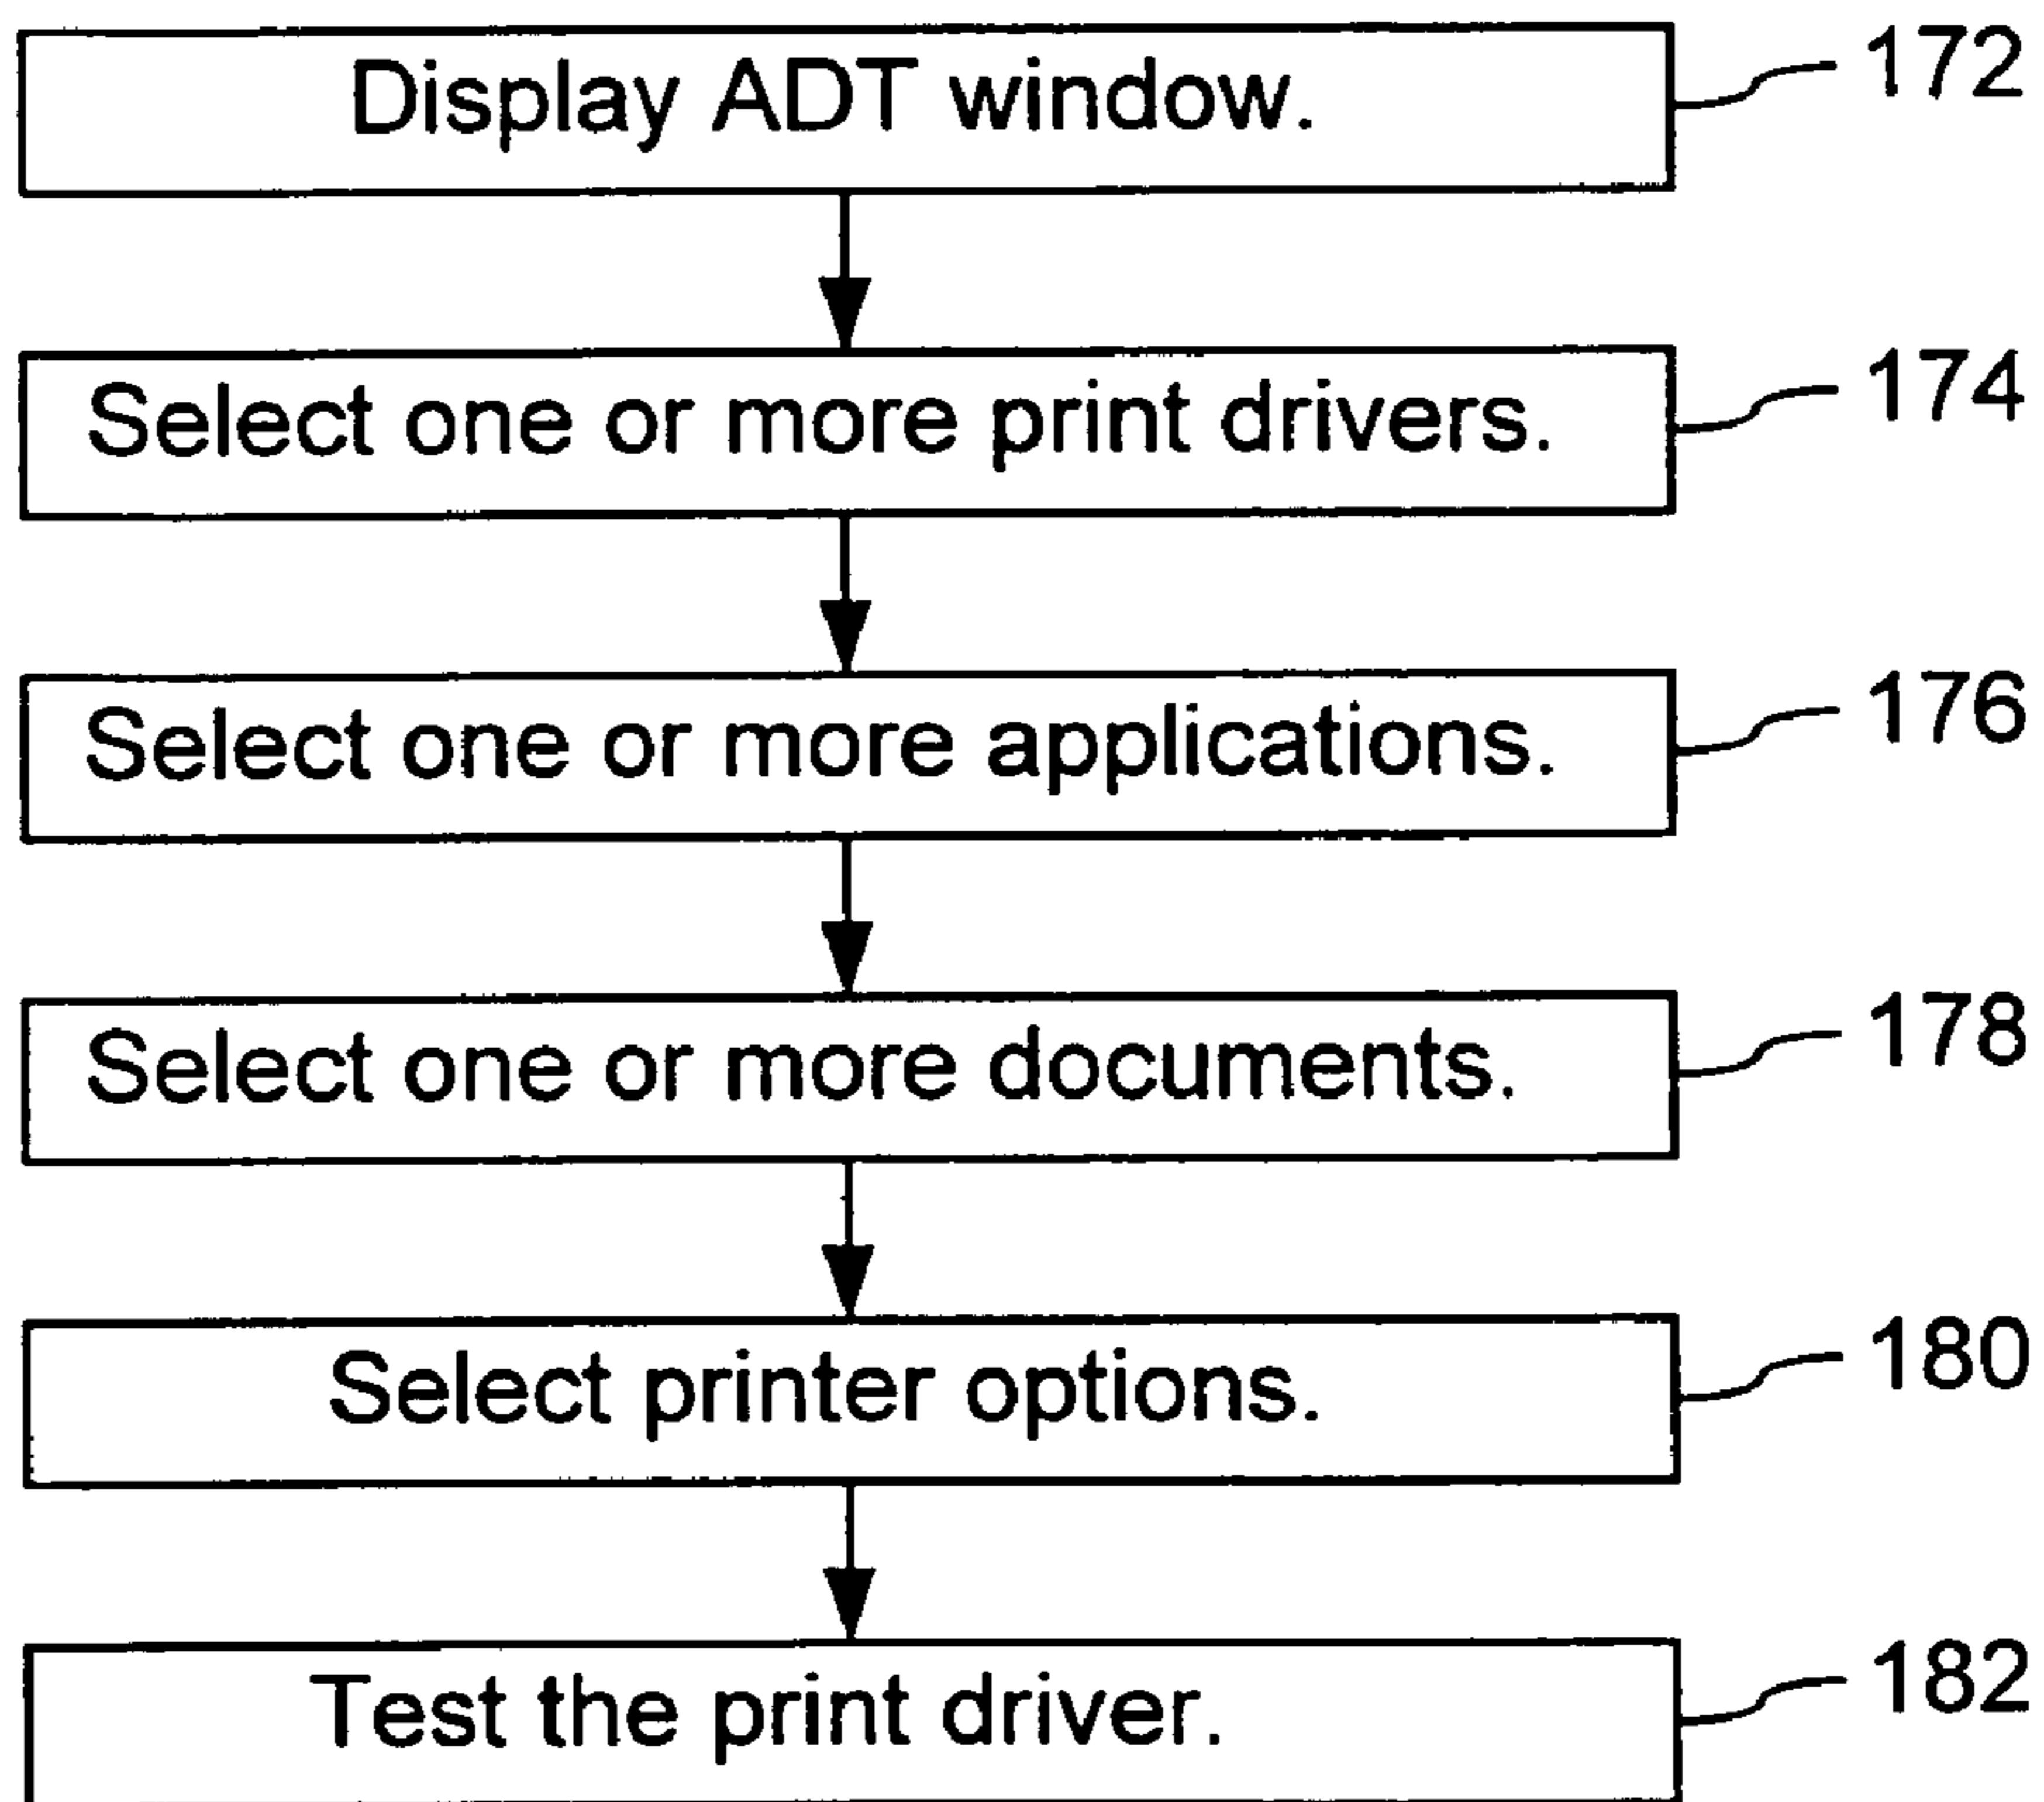 Display ADT window.
172
Select one or more print drivers.
174
Select one or more applications.
176
Select one or more documents.
178
Select printer options.
180
Test the print driver.
182